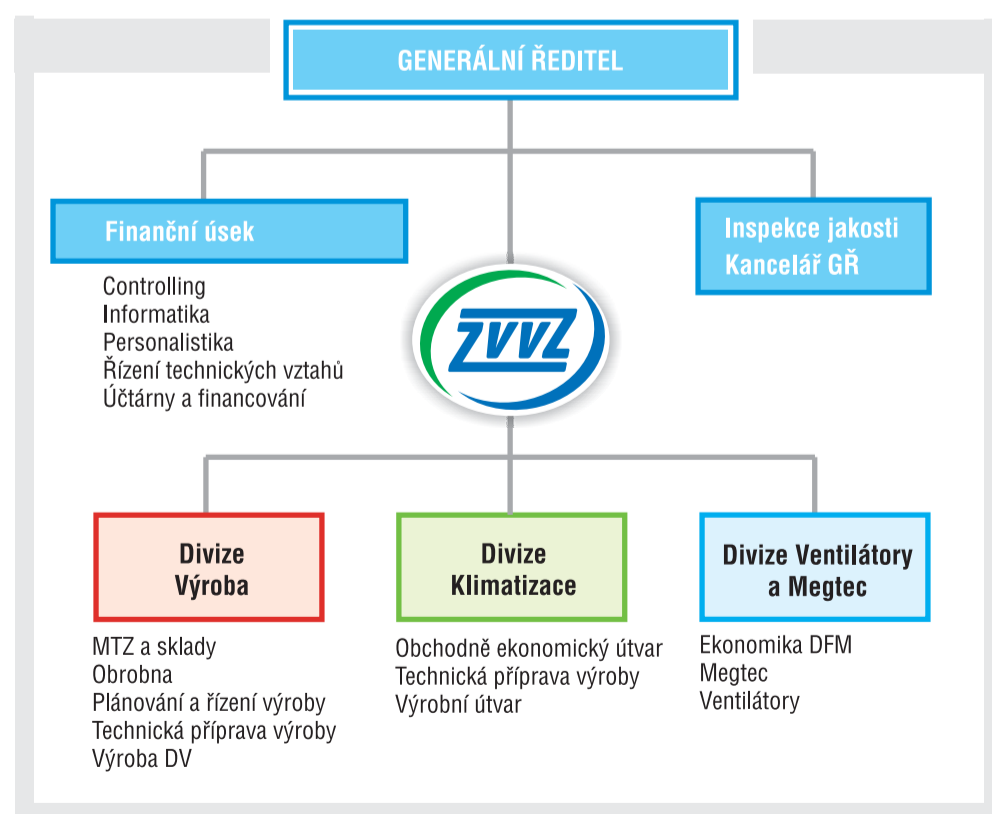 GENERÁLNÍ ŘEDITEL
Finanční úsek
Controlling
Informatika
Personalistika
Řízení technických vztahů
Účtárny a financování
Inspekce jakosti
Kancelář GŘ
ZVVZ
Divize
Výroba
MTZ a sklady
Obrobna
Plánování a řízení výroby
Technická příprava výroby
Výroba DV
Divize
Klimatizace
Obchodně ekonomický útvar
Technická příprava výroby
Výrobní útvar
Divize Ventilátory
a Megtec
Ekonomika DFM
Megtec
Ventilátory